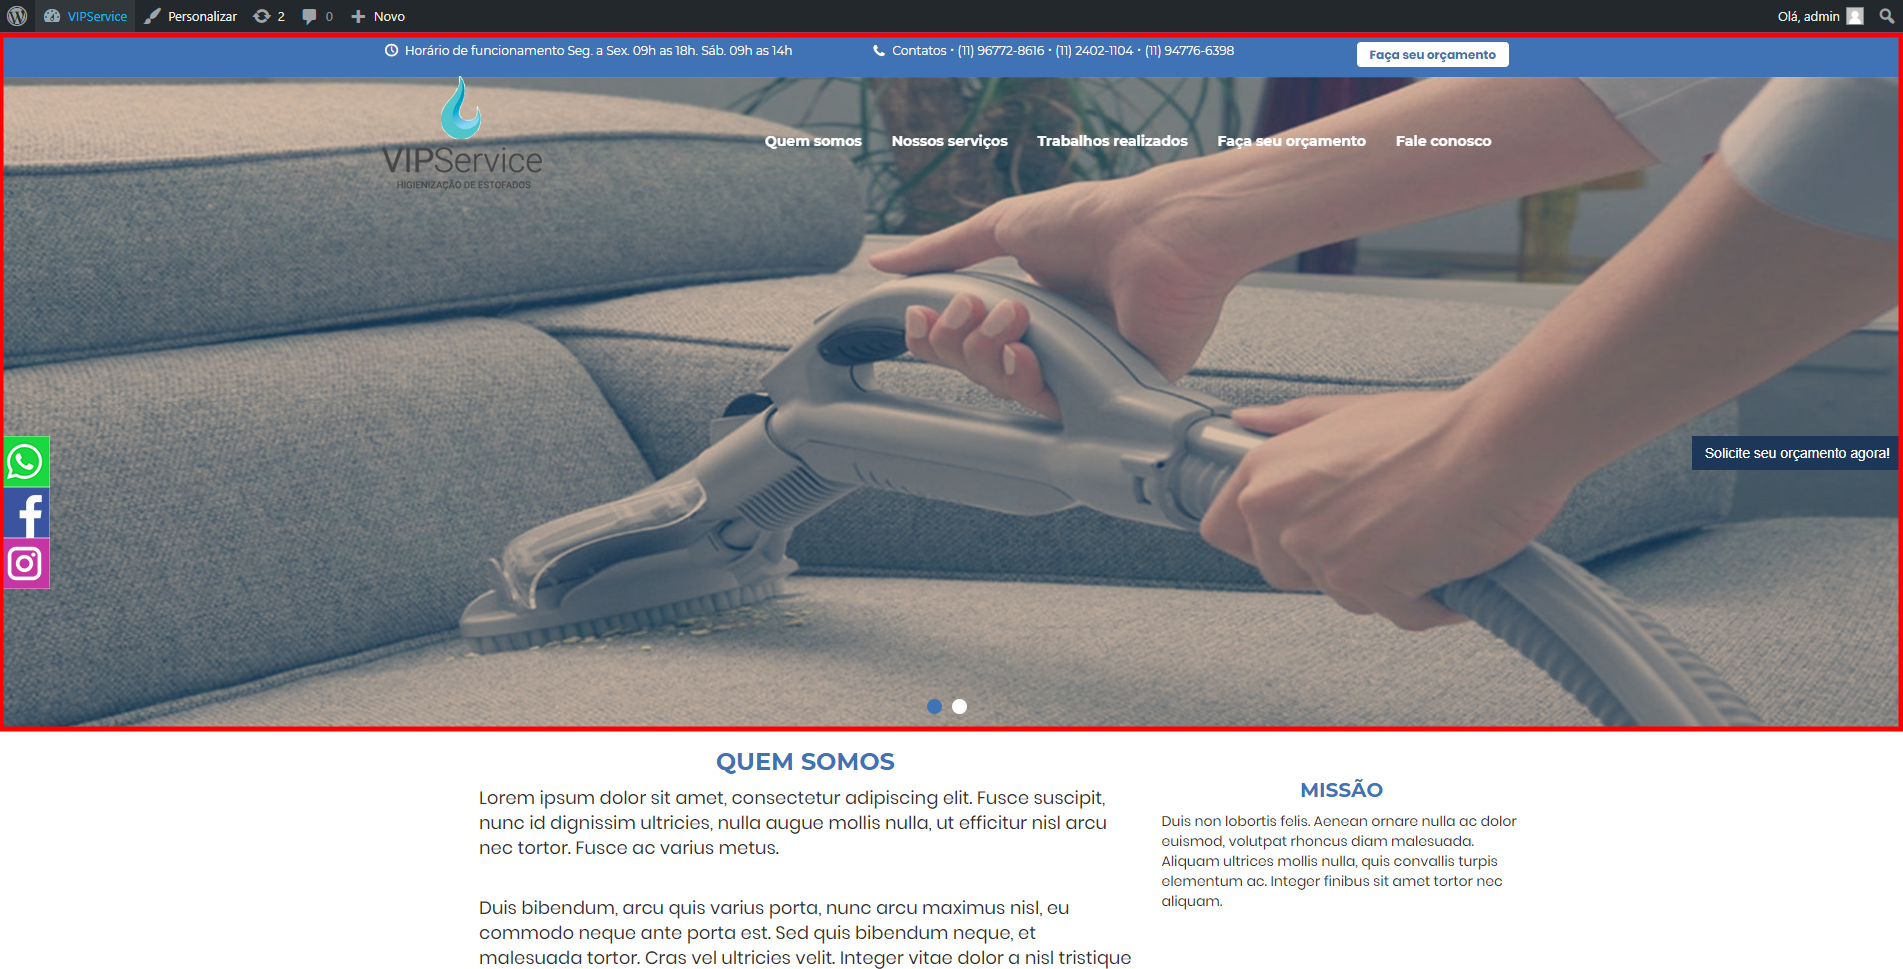 VIPService Personalizar 2 0 Novo Olá, admin
Horário de funcionamento Seg. a Sex. 09h as 18h. Sáb. 09h as 14h
Contatos • (11) 96772-8616 • (11) 2402-1104 • (11) 94776-6398
Faça seu orçamento
VIPService
HIGIENIZAÇÃO DE ESTOFADOS
Quem somos Nossos serviços Trabalhos realizados Faça seu orçamento Fale conosco
Solicite seu orçamento agora!
QUEM SOMOS
Lorem ipsum dolor sit amet, consectetur adipiscing elit. Fusce suscipit,
nunc id dignissim ultricies, nulla augue mollis nulla, ut efficitur nisl arcu
nec tortor. Fusce ac varius metus.
Duis bibendum, arcu quis varius porta, nunc arcu maximus nisl, eu
commodo neque ante porta est. Sed quis bibendum neque, et
malesuada tortor. Cras vel ultricies velit. Integer vitae dolor a nisl tristique
MISSÃO
Duis non lobortis felis. Aenean ornare nulla ac dolor
euismod, volutpat rhoncus diam malesuada.
Aliquam ultrices mollis nulla, quis convallis turpis
elementum ac. Integer finibus sit amet tortor nec
aliquam.